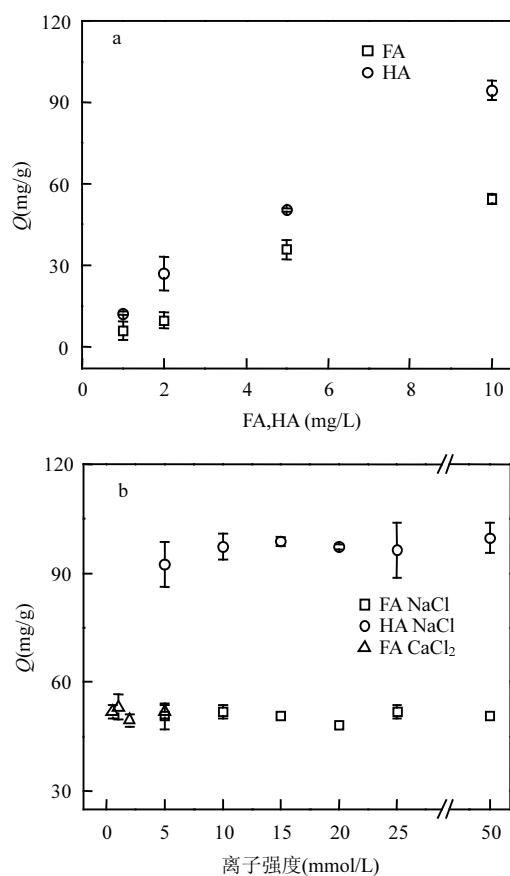 120
a
FA
HA
90
60
30
0
Q(mg/g)
0 2 4 6 8 10
FA,HA (mg/L)
120
b
90
FA NaCl
HA NaCl
FA CaCl₂
60
30
Q(mg/g)
0 5 10 15 20 25 50
离子强度(mmol/L)